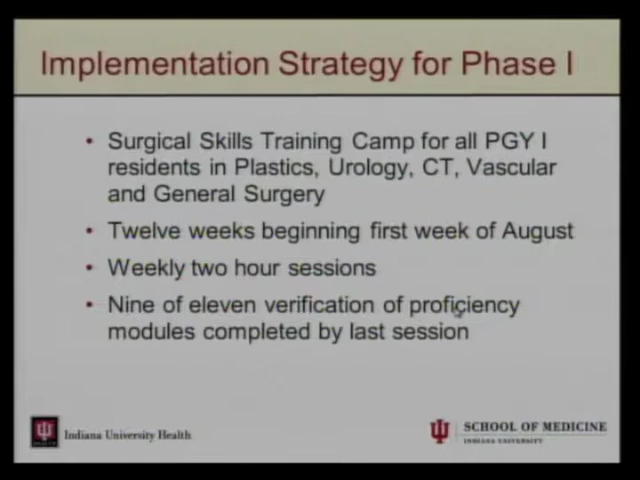 Implementation Strategy for Phase I
• Surgical Skills Training Camp for all PGY I
residents in Plastics, Urology, CT, Vascular
and General Surgery
• Twelve weeks beginning first week of August
• Weekly two hour sessions
• Nine of eleven verification of proficiency
modules completed by last session
Indiana University Health
SCHOOL OF MEDICINE
INDIANA UNIVERSITY